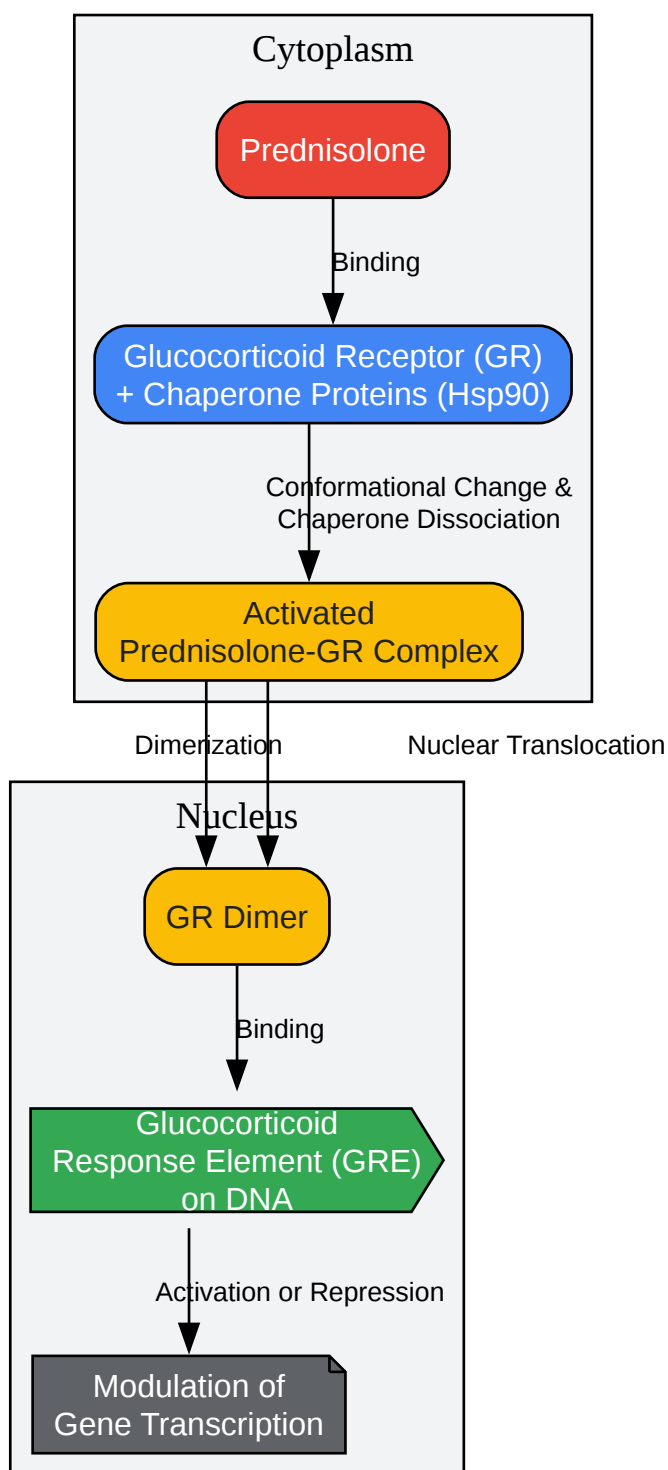 Cytoplasm
Prednisolone
Binding
Glucocorticoid Receptor (GR)
+ Chaperone Proteins (Hsp90)
Conformational Change &
Chaperone Dissociation
Activated
Prednisolone-GR Complex
Dimerization
Nuclear Translocation
Nucleus
GR Dimer
Binding
Glucocorticoid
Response Element (GRE)
on DNA
Activation or Repression
Modulation of
Gene Transcription